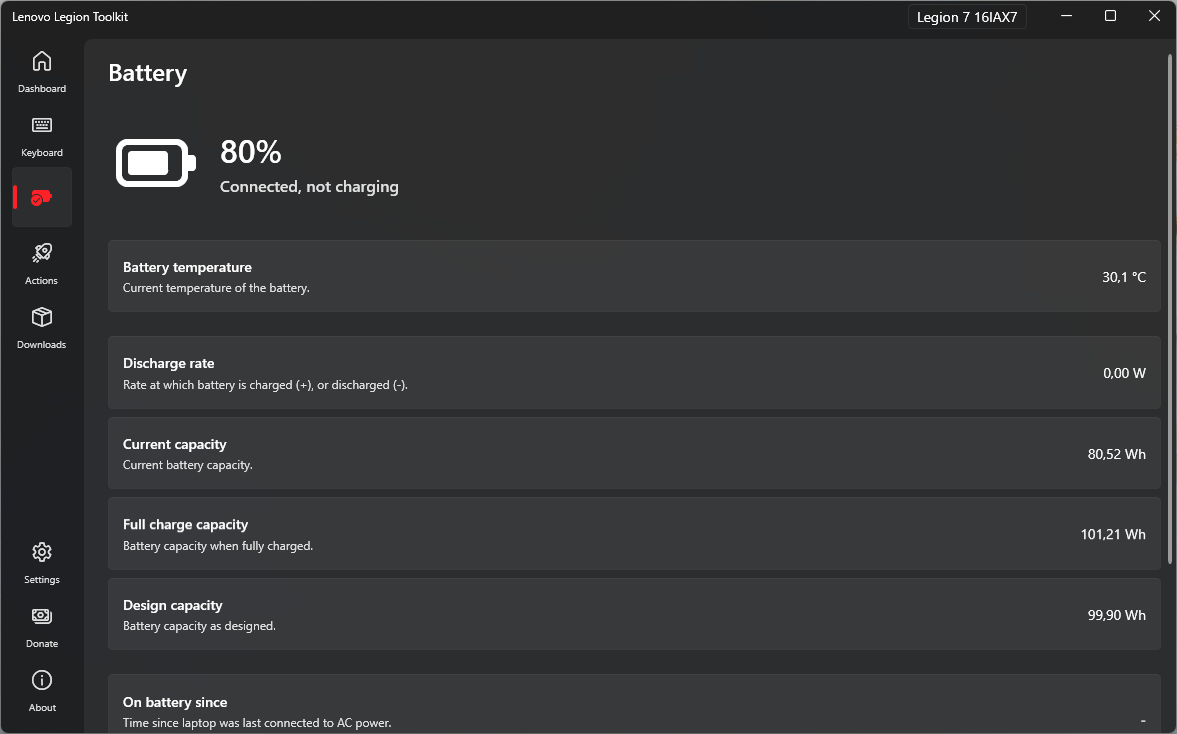 Lenovo Legion Toolkit
Legion 7 16IAX7
Dashboard
Keyboard
Actions
Downloads
Settings
Donate
About
Battery
80%
Connected, not charging
Battery temperature
Current temperature of the battery.
30,1 °C
Discharge rate
Rate at which battery is charged (+), or discharged (-).
0,00 W
Current capacity
Current battery capacity.
80,52 Wh
Full charge capacity
Battery capacity when fully charged.
101,21 Wh
Design capacity
Battery capacity as designed.
99,90 Wh
On battery since
Time since laptop was last connected to AC power.
-